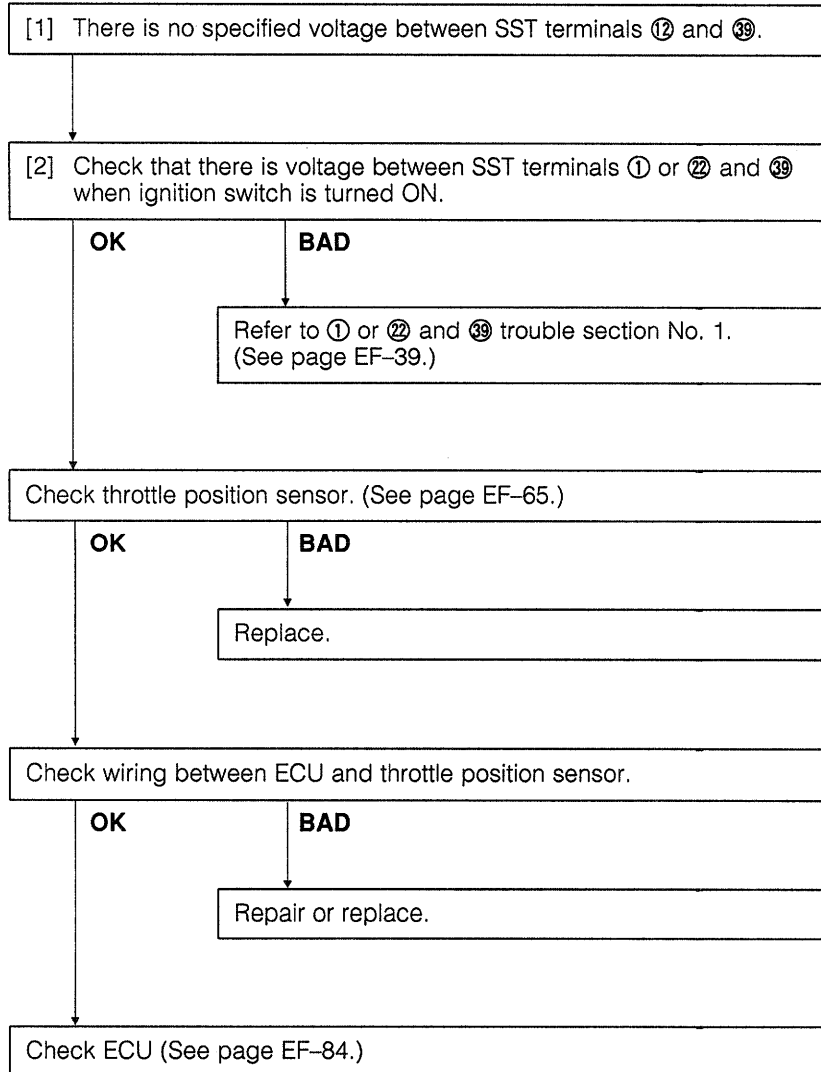 [1] There is no specified voltage between SST terminals ⑫ and ㊴.
[2] Check that there is voltage between SST terminals ① or ㉒ and ㊴
when ignition switch is turned ON.
OK BAD
Refer to ① or ㉒ and ㊴ trouble section No. 1.
(See page EF–39.)
Check throttle position sensor. (See page EF–65.)
OK BAD
Replace.
Check wiring between ECU and throttle position sensor.
OK BAD
Repair or replace.
Check ECU (See page EF–84.)